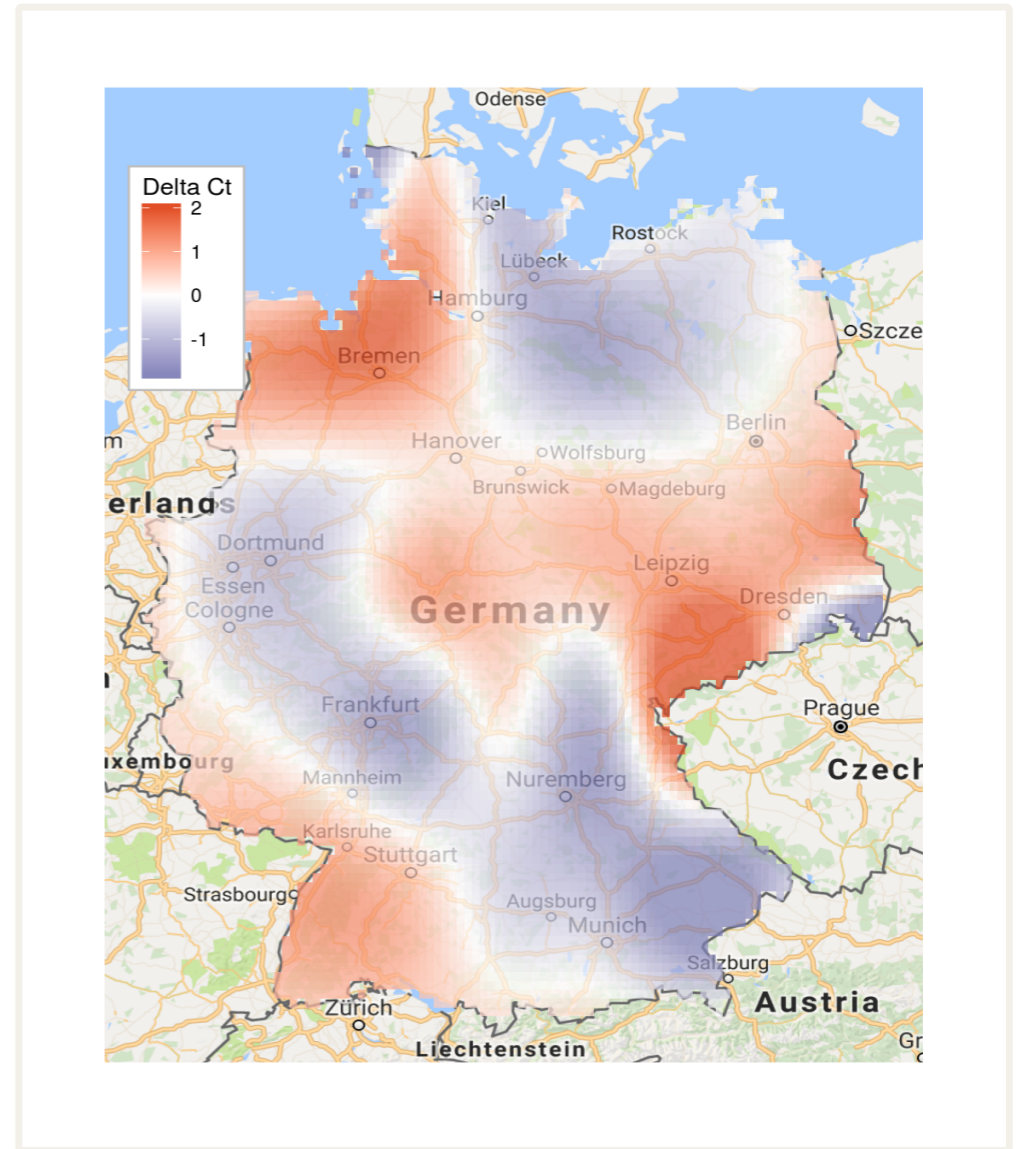 Odense
Delta Ct
2
1
0
-1
Kiel
Rostock
Lübeck
Hamburg
Szcze
Bremen
Berlin
m
Hanover
Wolfsburg
Brunswick
Magdeburg
erlands
Dortmund
Leipzig
Essen
Dresden
Cologne
Germany
Frankfurt
Prague
uxembourg
Mannheim
Nuremberg
Czech
Karlsruhe
Stuttgart
Strasbourg
Augsburg
Munich
Salzburg
Austria
Zürich
Liechtenstein
Gr